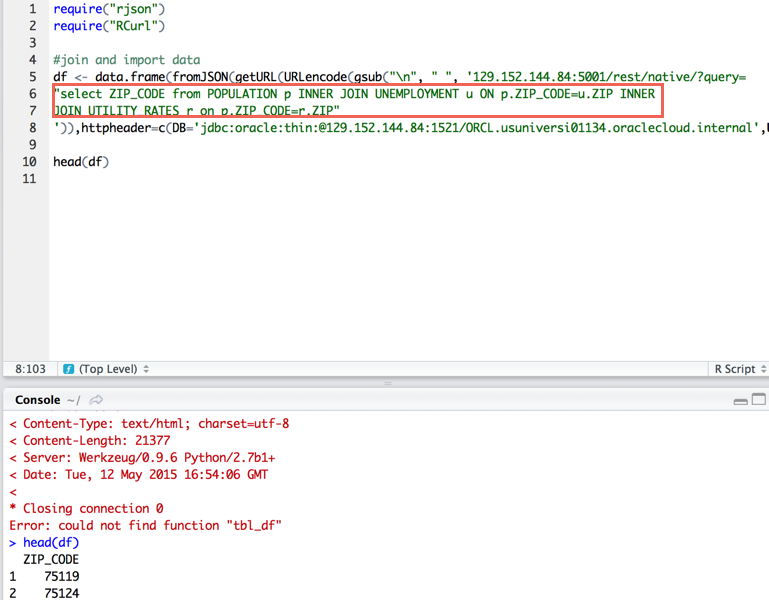 1 require("rjson")
2 require("RCurl")
3
4 #join and import data
5 df <- data.frame(fromJSON(getURL(URLencode(gsub("\n", " ", '129.152.144.84:5001/rest/native/?query=
6 "select ZIP_CODE from POPULATION p INNER JOIN UNEMPLOYMENT u ON p.ZIP_CODE=u.ZIP INNER
7 JOIN UTILITY_RATES r on p.ZIP_CODE=r.ZIP"
8 ')),httpheader=c(DB='jdbc:oracle:thin:@129.152.144.84:1521/ORCL.usuniversi01134.oraclecloud.internal',
9
10 head(df)
11
8:103 (Top Level) R Script
Console ~/
< Content-Type: text/html; charset=utf-8
< Content-Length: 21377
< Server: Werkzeug/0.9.6 Python/2.7b1+
< Date: Tue, 12 May 2015 16:54:06 GMT
<
* Closing connection 0
Error: could not find function "tbl_df"
> head(df)
ZIP_CODE
1 75119
2 75124